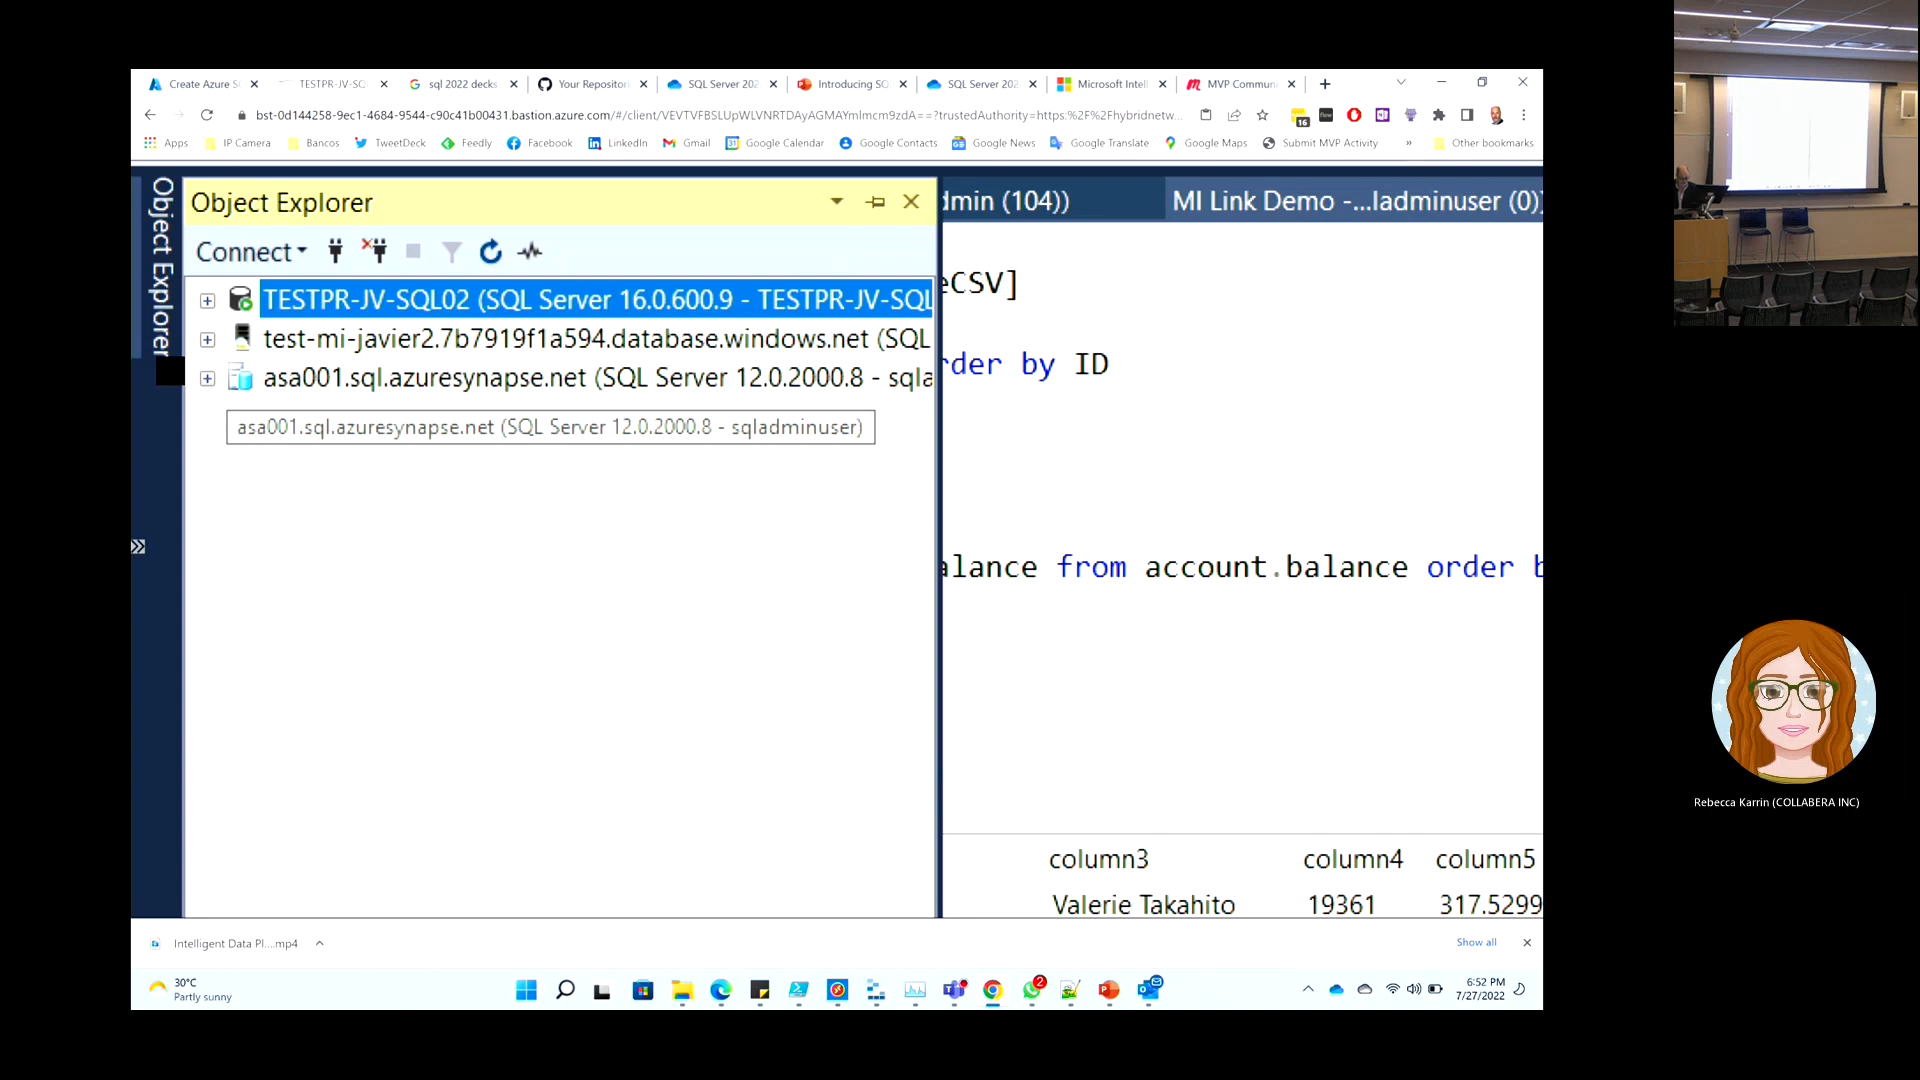 Create Azure S
TESTPR-JV-SQ
sql 2022 decks
Your Repositori
SQL Server 202
Introducing SQ
SQL Server 202
Microsoft Intell
MVP Commun
bst-0d144258-9ec1-4684-9544-c90c41b00431.bastion.azure.com/#/client/VEVTVFBSLUpWLVNRTDAyAGMAYmlmcm9zdA==?trustedAuthority=https:%2F%2Fhybridnetw...
16
Apps
IP Camera
Bancos
TweetDeck
Feedly
Facebook
LinkedIn
Gmail
Google Calendar
Google Contacts
Google News
Google Translate
Google Maps
Submit MVP Activity
»
Other bookmarks
Object Explorer
Object Explorer
dmin (104))
MI Link Demo -...ladminuser (0))
Connect
TESTPR-JV-SQL02 (SQL Server 16.0.600.9 - TESTPR-JV-SQL
test-mi-javier2.7b7919f1a594.database.windows.net (SQL
asa001.sql.azuresynapse.net (SQL Server 12.0.2000.8 - sqla
asa001.sql.azuresynapse.net (SQL Server 12.0.2000.8 - sqladminuser)
eCSV]
rder by ID
alance from account.balance order b
column3 column4 column5
Valerie Takahito 19361 317.5299
Intelligent Data Pl....mp4
Show all
30°C
Partly sunny
2
6:52 PM
7/27/2022
Rebecca Karrin (COLLABERA INC)